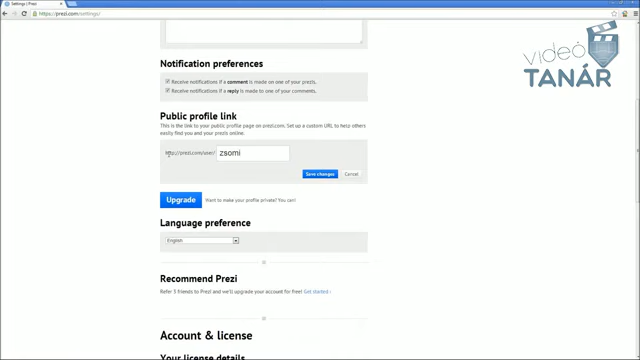 Settings | Prezi
https://prezi.com/settings/
videó
TANÁR
Notification preferences
Receive notifications if a comment is made on one of your prezis.
Receive notifications if a reply is made to one of your comments.
Public profile link
This is the link to your public profile page on prezi.com. Set up a custom URL to help others
easily find you and your prezis online.
http://prezi.com/user/ zsomi
Save changes Cancel
Upgrade Want to make your profile private? You can!
Language preference
English
Recommend Prezi
Refer 3 friends to Prezi and we'll upgrade your account for free! Get started ›
Account & license
Your license details